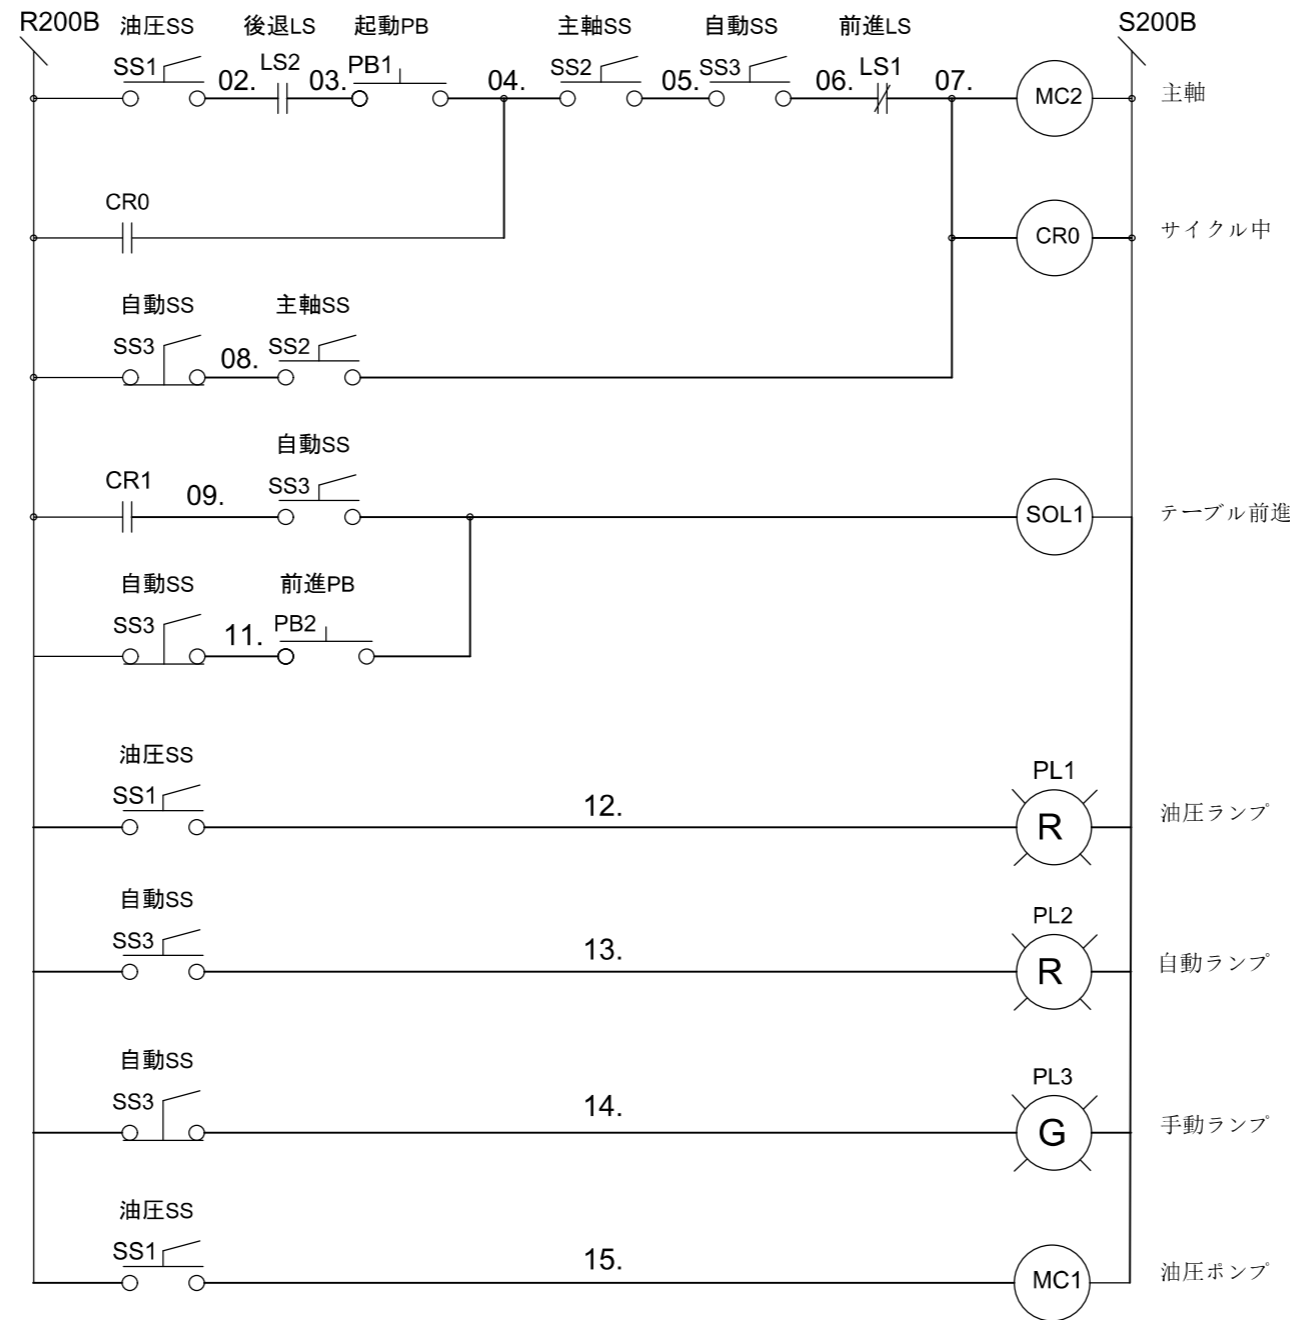 R200B 油圧SS 後退LS 起動PB 主軸SS 自動SS 前進LS S200B
SS1 02. LS2 03. PB1 04. SS2 05. SS3 06. LS1 07. MC2 主軸
CR0 CR0 サイクル中
自動SS 主軸SS
SS3 08. SS2
自動SS
CR1 09. SS3 SOL1 テーブル前進
自動SS 前進PB
SS3 11. PB2
油圧SS PL1
SS1 12. R 油圧ランプ
自動SS PL2
SS3 13. R 自動ランプ
自動SS PL3
SS3 14. G 手動ランプ
油圧SS
SS1 15. MC1 油圧ポンプ